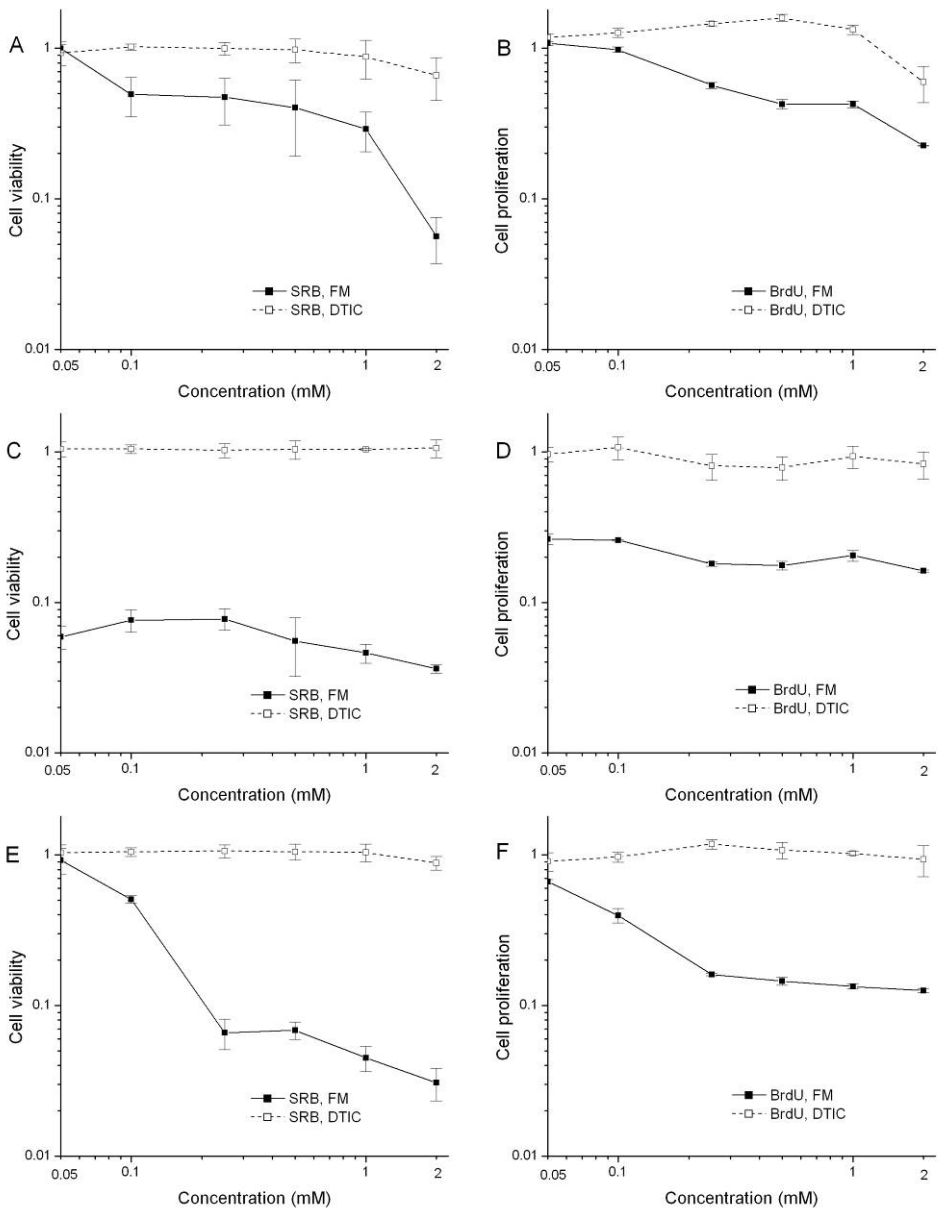 A
1
0.1
0.01
Cell viability
SRB, FM
SRB, DTIC
0.05 0.1 1 2
Concentration (mM)
B
1
0.1
0.01
Cell proliferation
BrdU, FM
BrdU, DTIC
0.05 0.1 1 2
Concentration (mM)
C
1
0.1
0.01
Cell viability
SRB, FM
SRB, DTIC
0.05 0.1 1 2
Concentration (mM)
D
1
0.1
0.01
Cell proliferation
BrdU, FM
BrdU, DTIC
0.05 0.1 1 2
Concentration (mM)
E
1
0.1
0.01
Cell viability
SRB, FM
SRB, DTIC
0.05 0.1 1 2
Concentration (mM)
F
1
0.1
0.01
Cell proliferation
BrdU, FM
BrdU, DTIC
0.05 0.1 1 2
Concentration (mM)